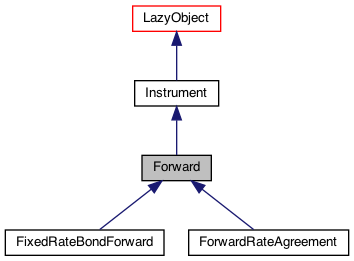 LazyObject
Instrument
Forward
FixedRateBondForward
ForwardRateAgreement